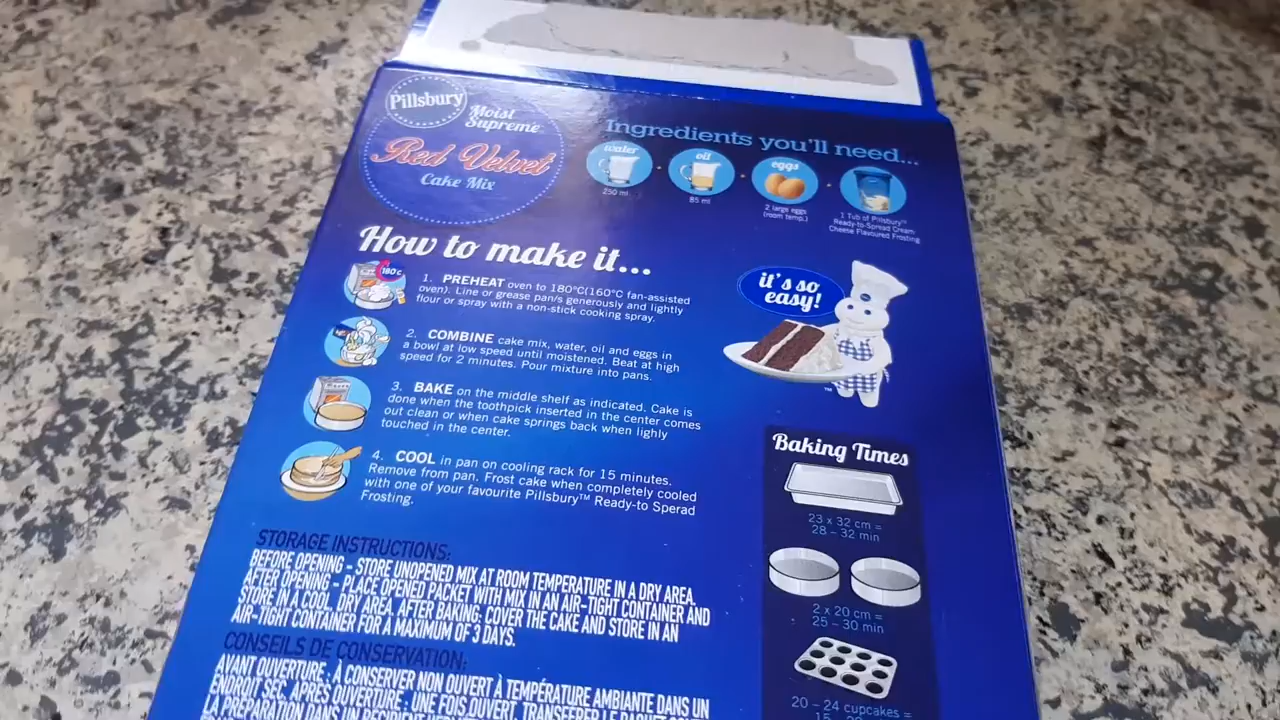 Pillsbury
Moist
Supreme
Red Velvet
Cake Mix
Ingredients you'll need...
water
250 ml
oil
85 ml
eggs
2 large eggs
(room temp.)
1 Tub of Pillsbury™
Ready-to-Spread Cream
Cheese Flavoured Frosting
How to make it...
180°C
1. PREHEAT oven to 180°C(160°C fan-assisted
oven). Line or grease pan/s generously and lightly
flour or spray with a non-stick cooking spray.
2. COMBINE cake mix, water, oil and eggs in
a bowl at low speed until moistened. Beat at high
speed for 2 minutes. Pour mixture into pans.
3. BAKE on the middle shelf as indicated. Cake is
done when the toothpick inserted in the center comes
out clean or when cake springs back when lighly
touched in the center.
4. COOL in pan on cooling rack for 15 minutes.
Remove from pan. Frost cake when completely cooled
with one of your favourite Pillsbury™ Ready-to Sperad
Frosting.
it's so
easy!
™
Baking Times
23 x 32 cm =
28 – 32 min
2 x 20 cm =
25 – 30 min
20 – 24 cupcakes =
STORAGE INSTRUCTIONS:
BEFORE OPENING – STORE UNOPENED MIX AT ROOM TEMPERATURE IN A DRY AREA.
AFTER OPENING – PLACE OPENED PACKET WITH MIX IN AN AIR-TIGHT CONTAINER AND
STORE IN A COOL, DRY AREA. AFTER BAKING: COVER THE CAKE AND STORE IN AN
AIR-TIGHT CONTAINER FOR A MAXIMUM OF 3 DAYS.
CONSEILS DE CONSERVATION:
AVANT OUVERTURE : À CONSERVER NON OUVERT À TEMPÉRATURE AMBIANTE DANS UN
ENDROIT SEC. APRÈS OUVERTURE : UNE FOIS OUVERT, TRANSFÉRER LE PAQUET
LA PRÉPARATION DANS UN RÉCIPIENT